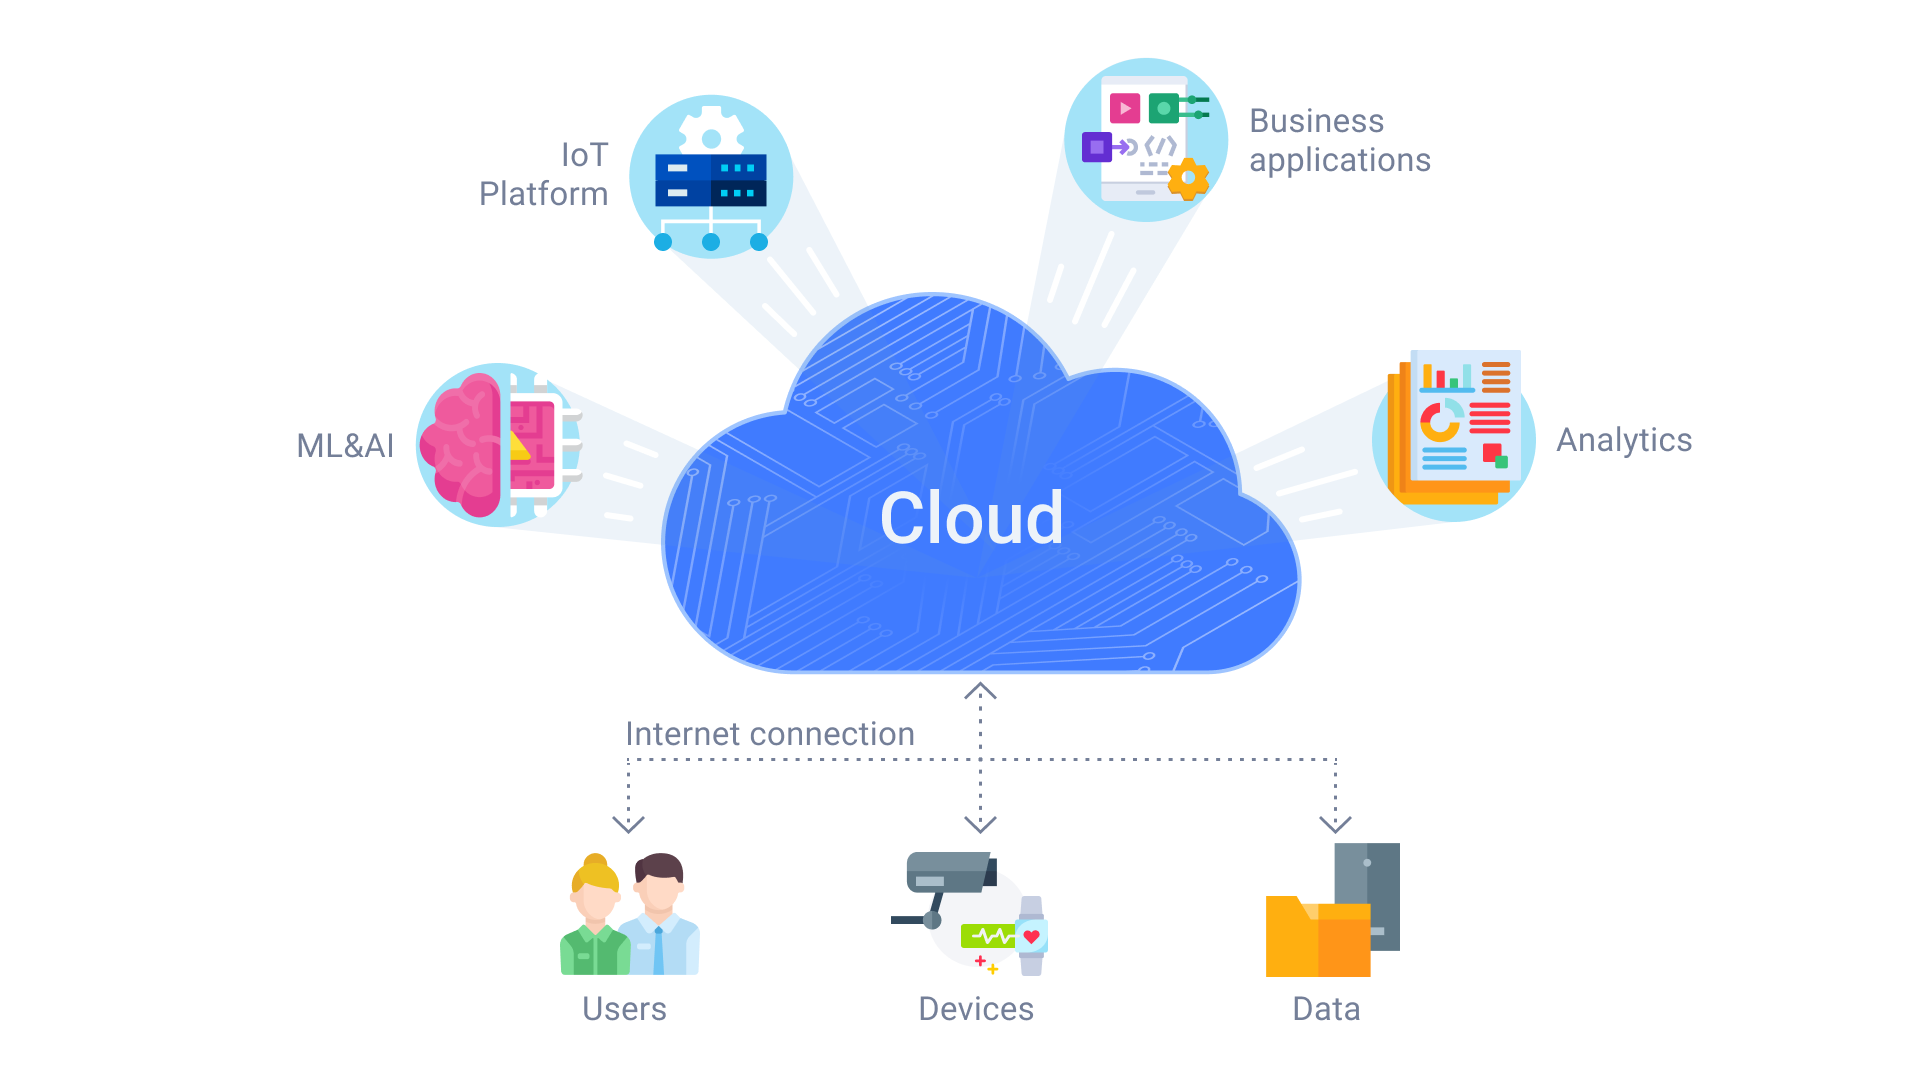 IoT
Platform
Business
applications
ML&AI
Analytics
Cloud
Internet connection
Users
Devices
Data